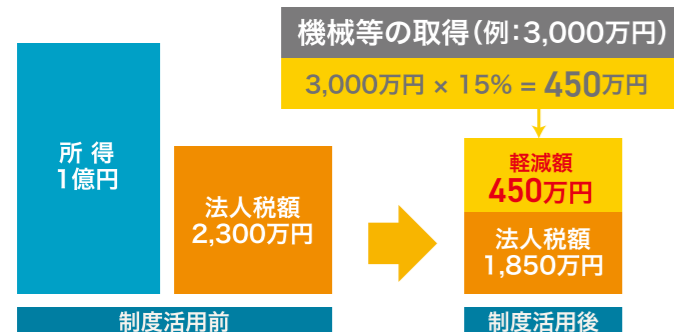 機械等の取得（例：3,000万円）
3,000万円 × 15% = 450万円
所 得
1億円
法人税額
2,300万円
軽減額
450万円
法人税額
1,850万円
制度活用前
制度活用後